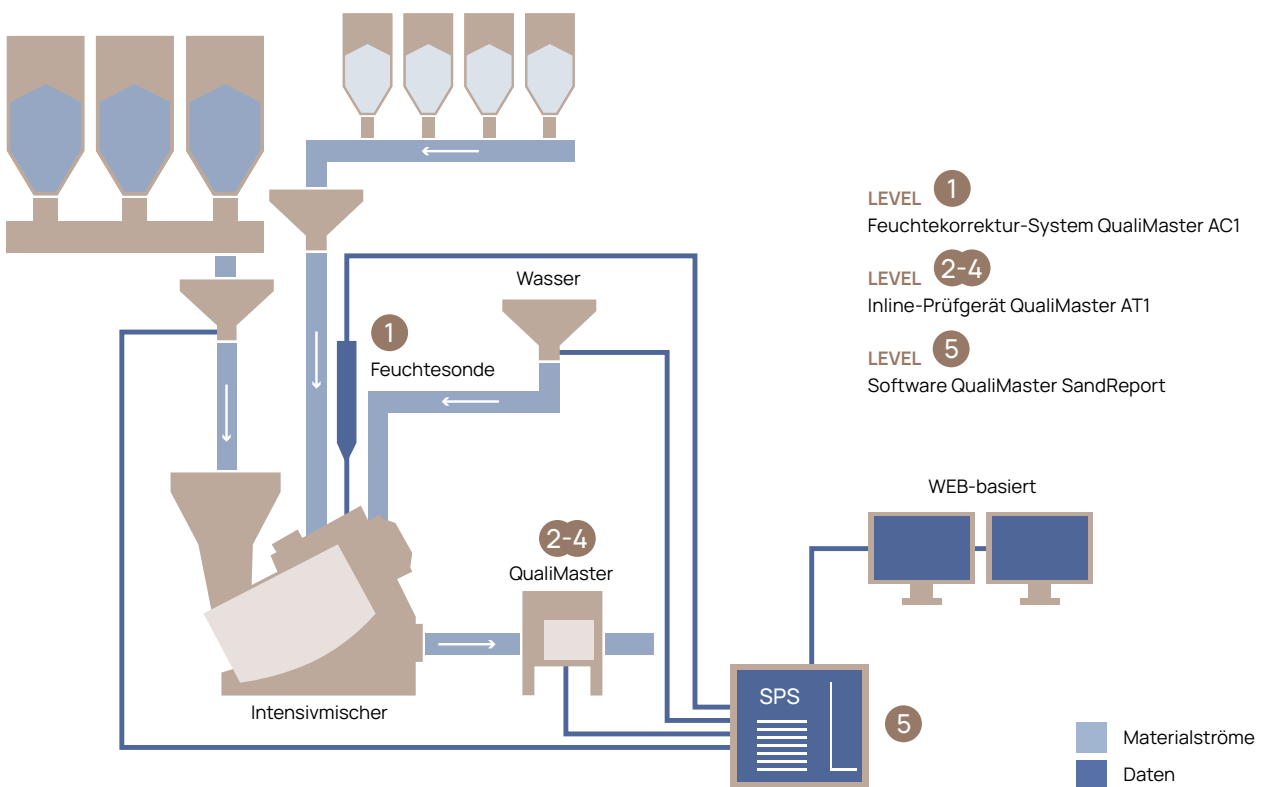 LEVEL 1
Feuchtekorrektur-System QualiMaster AC1
LEVEL 2-4
Inline-Prüfgerät QualiMaster AT1
LEVEL 5
Software QualiMaster SandReport
Wasser
1
Feuchtesonde
WEB-basiert
2-4
QualiMaster
Intensivmischer
SPS
5
Materialströme
Daten